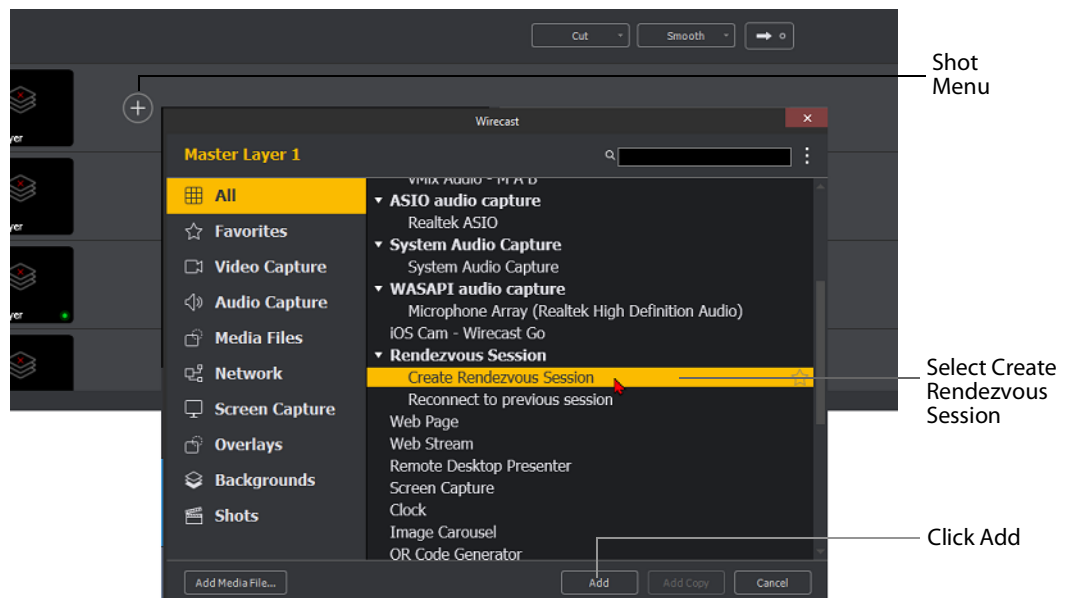 Cut
Smooth
Shot
Menu
yer
yer
yer
Wirecast
Master Layer 1
All
Favorites
Video Capture
Audio Capture
Media Files
Network
Screen Capture
Overlays
Backgrounds
Shots
ASIO audio capture
Realtek ASIO
System Audio Capture
System Audio Capture
WASAPI audio capture
Microphone Array (Realtek High Definition Audio)
iOS Cam - Wirecast Go
Rendezvous Session
Create Rendezvous Session
Reconnect to previous session
Web Page
Web Stream
Remote Desktop Presenter
Screen Capture
Clock
Image Carousel
QR Code Generator
Select Create
Rendezvous
Session
Click Add
Add Media File...
Add
Add Copy
Cancel